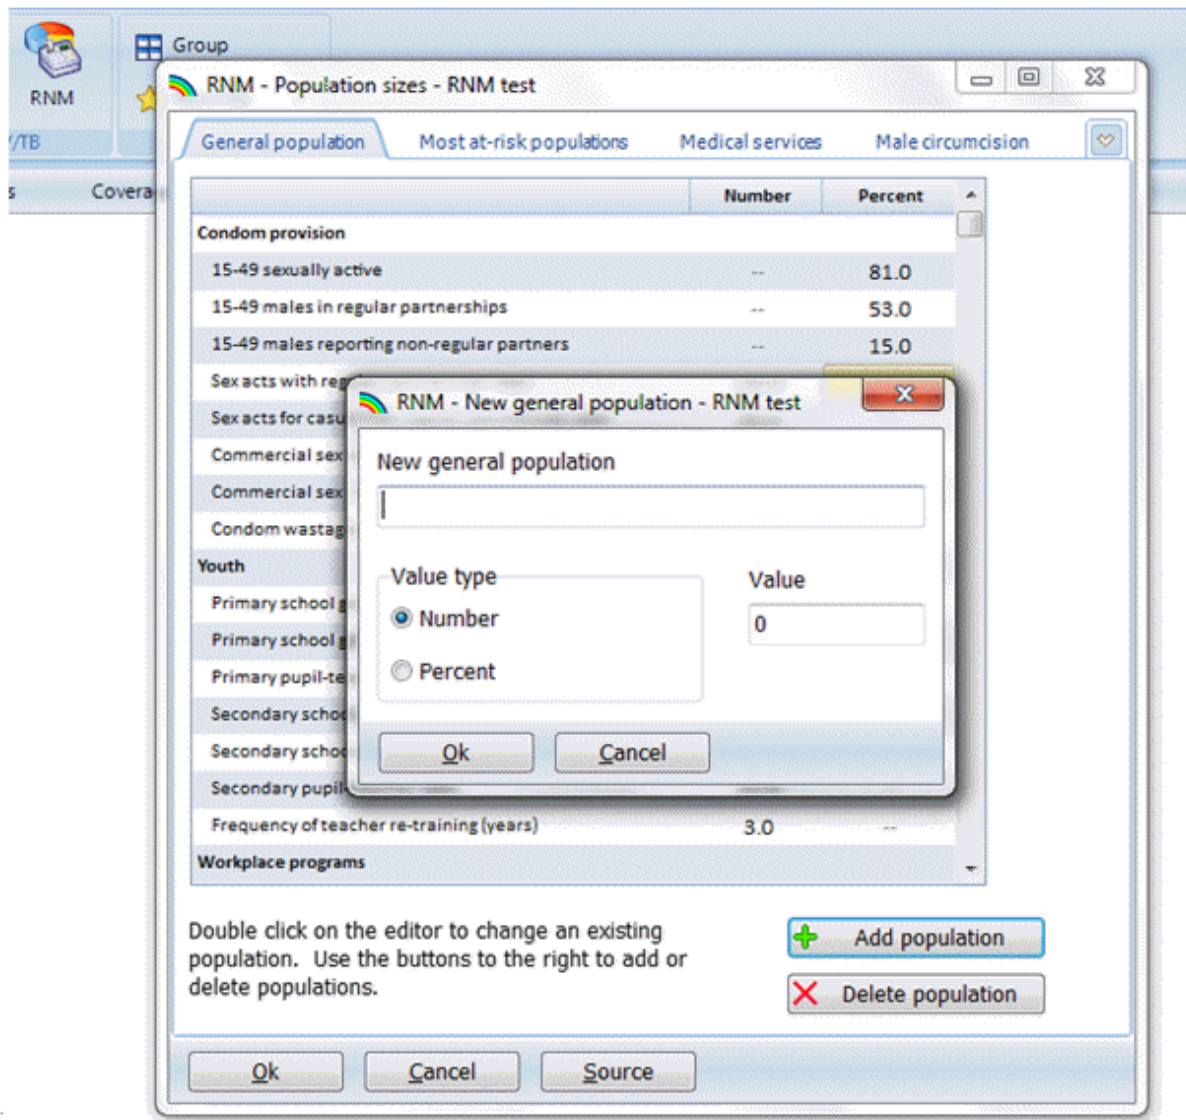 RNM
Group
/TB
s
Covera
RNM - Population sizes - RNM test
General population
Most at-risk populations
Medical services
Male circumcision
Number Percent
Condom provision
15-49 sexually active -- 81.0
15-49 males in regular partnerships -- 53.0
15-49 males reporting non-regular partners -- 15.0
Sex acts with reg
Sex acts for casu
Commercial sex
Commercial sex
Condom wastag
Youth
Primary school g
Primary school g
Primary pupil-te
Secondary schoo
Secondary schoo
Secondary pupil-
Frequency of teacher re-training (years) 3.0 --
Workplace programs
RNM - New general population - RNM test
New general population
Value type
Number
Percent
Value
0
Ok
Cancel
Double click on the editor to change an existing
population. Use the buttons to the right to add or
delete populations.
Add population
Delete population
Ok
Cancel
Source